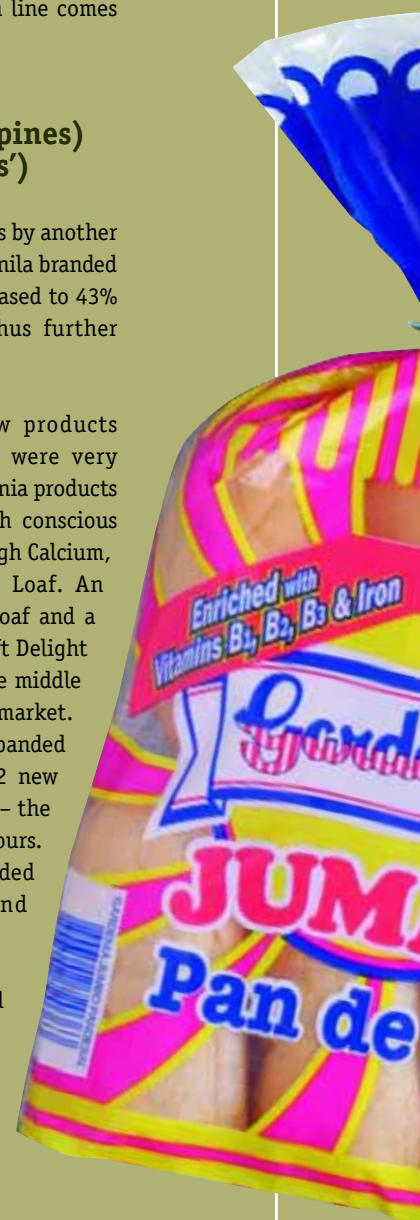 line comes
pines)
s')
s by another
nila branded
ased to 43%
hus further
w products
were very
nia products
h conscious
gh Calcium,
Loaf. An
oaf and a
ft Delight
e middle
market.
panded
2 new
– the
ours.
ded
nd
Enriched with
Vitamins B1, B2, B3 & Iron
Gard
JUM
Pan de